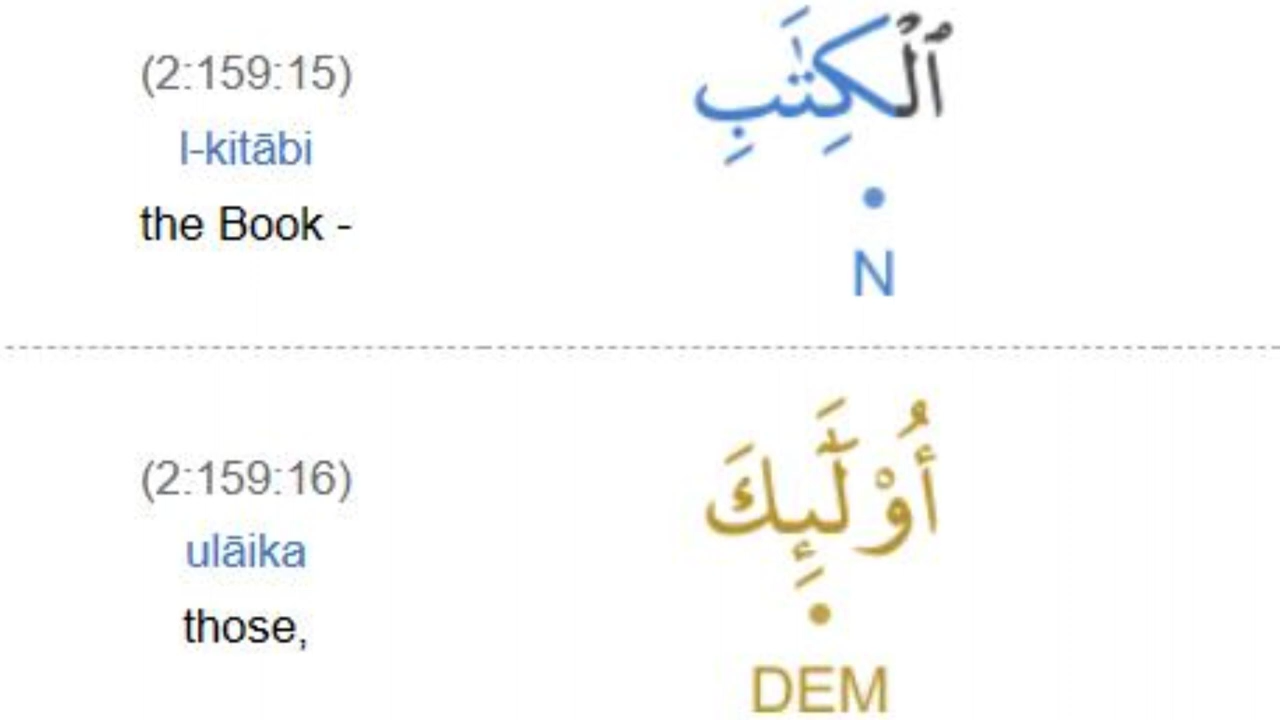 (2:159:15)
l-kitābi
the Book -
ٱلْكِتَٰبِ
N
(2:159:16)
ulāika
those,
أُوْلَٰٓئِكَ
DEM